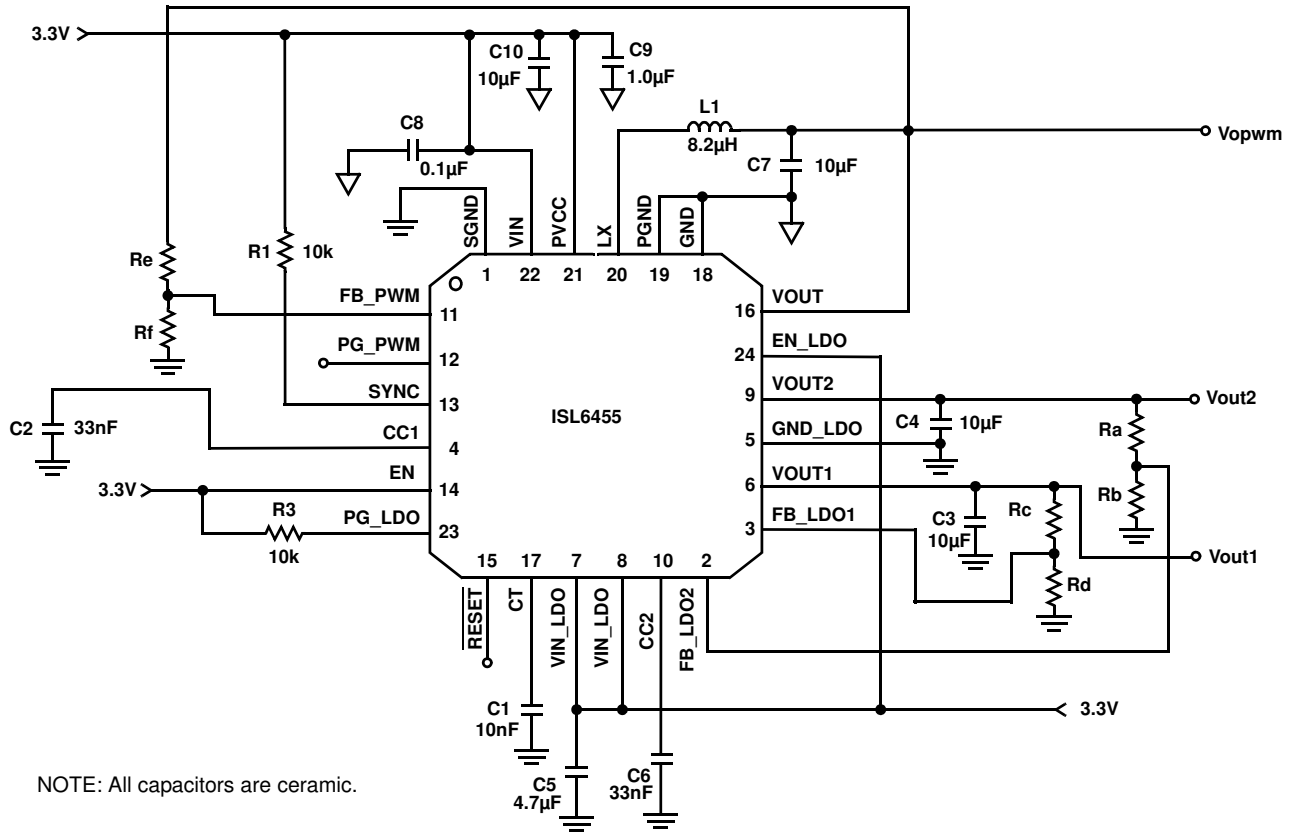 3.3V
C10
10µF
C9
1.0µF
L1
8.2µH
Vopwm
C8
0.1µF
C7
10µF
SGND
VIN
PVCC
LX
PGND
GND
Re
R1
10k
1
22
21
20
19
18
FB_PWM
11
16
VOUT
Rf
PG_PWM
12
24
EN_LDO
SYNC
13
9
VOUT2
Vout2
C2
33nF
ISL6455
C4
10µF
Ra
CC1
4
5
GND_LDO
EN
3.3V
14
6
VOUT1
Rb
R3
10k
PG_LDO
23
3
FB_LDO1
C3
10µF
Rc
Vout1
15
17
7
8
10
2
Rd
RESET
CT
VIN_LDO
VIN_LDO
CC2
FB_LDO2
C1
10nF
3.3V
C5
4.7µF
C6
33nF
NOTE: All capacitors are ceramic.